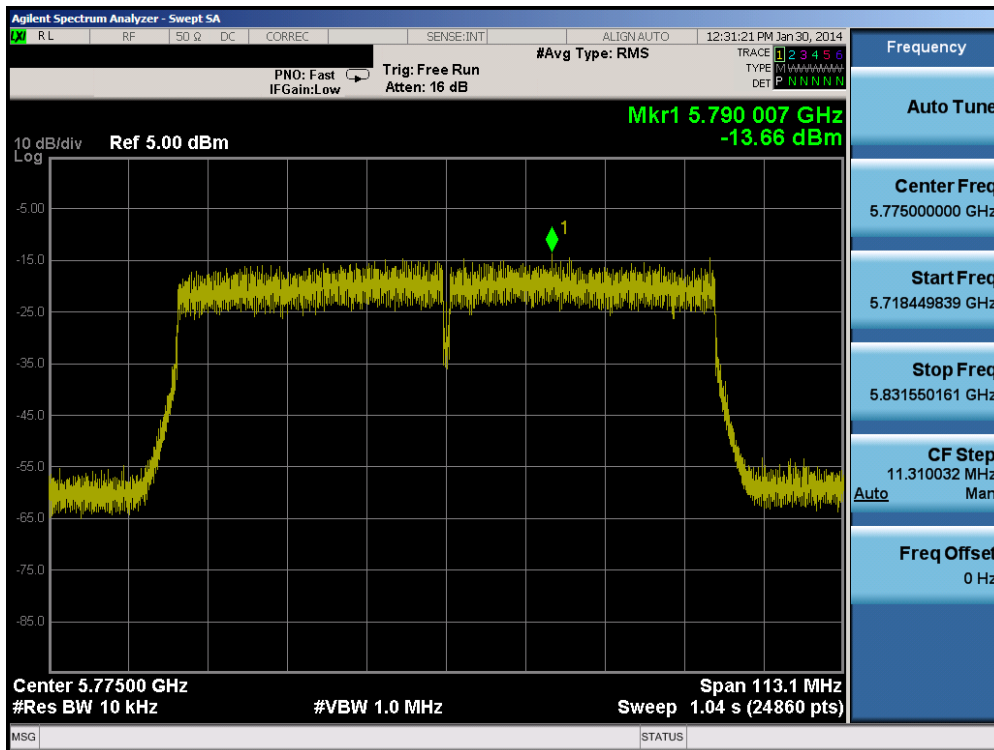 Agilent Spectrum Analyzer - Swept SA
LXI RL RF 50 Ω DC CORREC SENSE:INT ALIGN AUTO 12:31:21 PM Jan 30, 2014
PNO: Fast
IFGain:Low
Trig: Free Run
Atten: 16 dB
#Avg Type: RMS
TRACE 1 2 3 4 5 6
TYPE M WWWWW
DET P N N N N N
Mkr1 5.790 007 GHz
-13.66 dBm
10 dB/div
Log
Ref 5.00 dBm
1
-5.00
-15.0
-25.0
-35.0
-45.0
-55.0
-65.0
-75.0
-85.0
Center 5.77500 GHz
Span 113.1 MHz
#Res BW 10 kHz
#VBW 1.0 MHz
Sweep 1.04 s (24860 pts)
MSG
STATUS
Frequency
Auto Tune
Center Freq
5.775000000 GHz
Start Freq
5.718449839 GHz
Stop Freq
5.831550161 GHz
CF Step
11.310032 MHz
Auto Man
Freq Offset
0 Hz